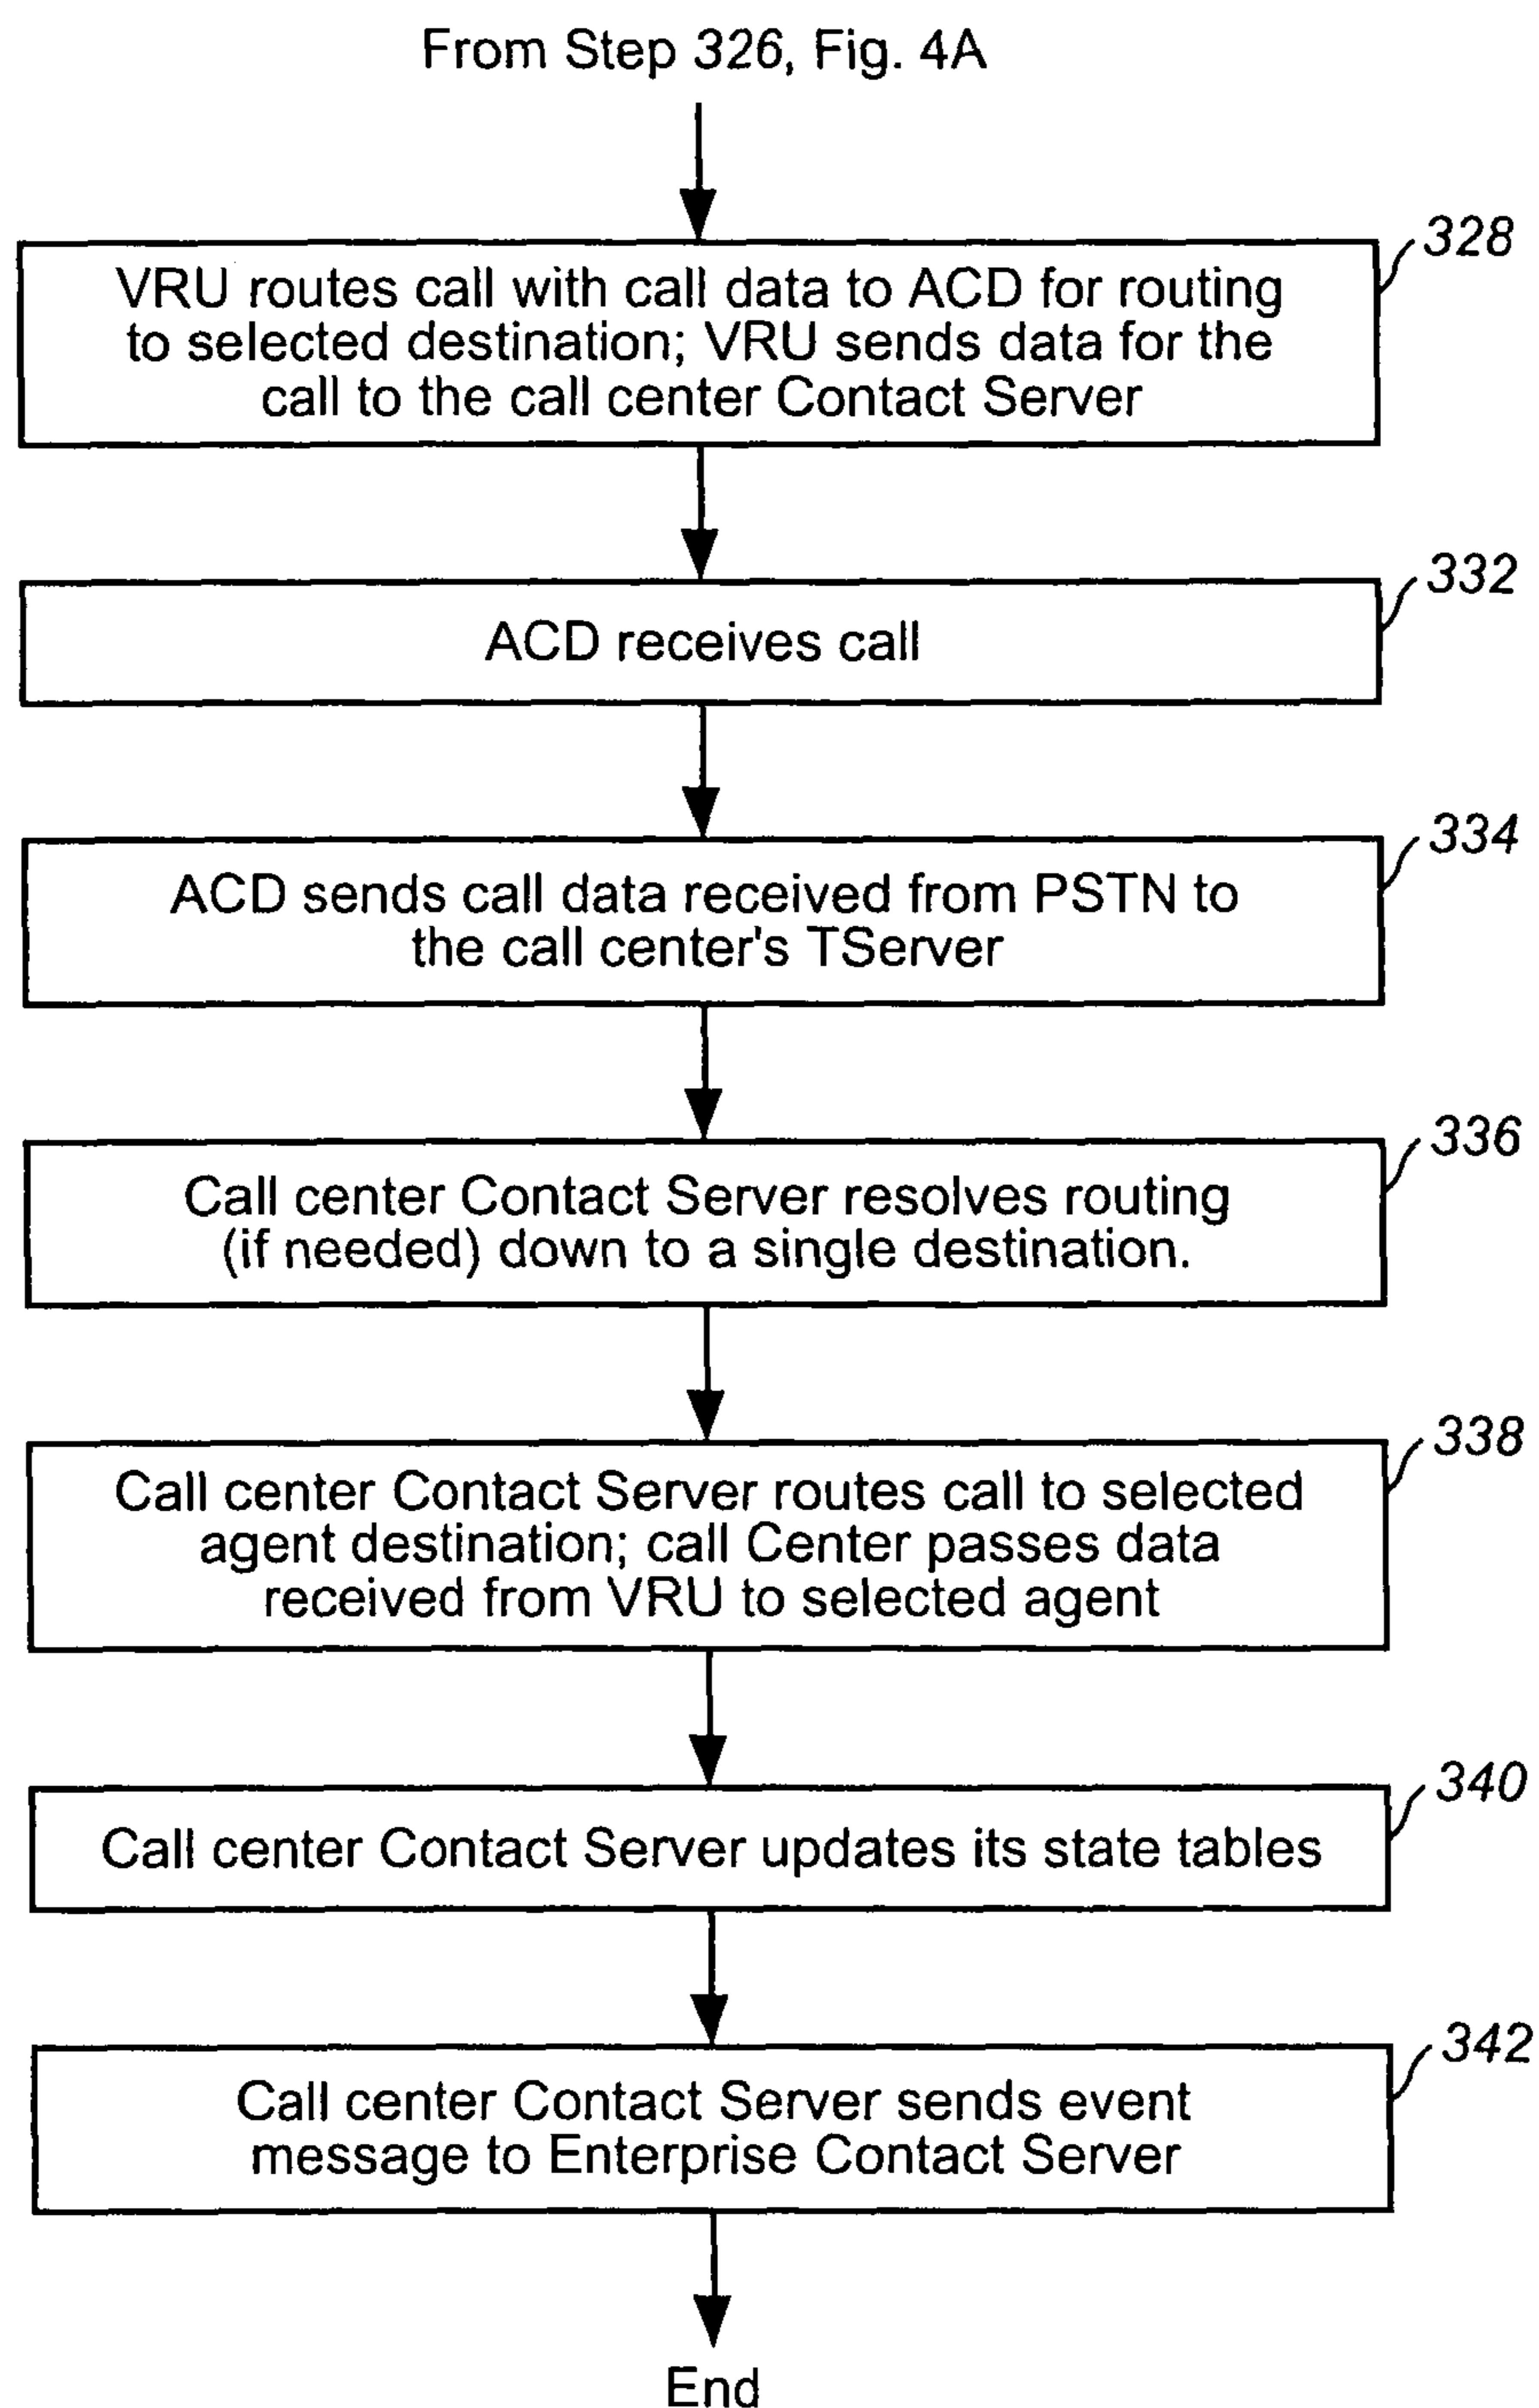 From Step 326, Fig. 4A
328
VRU routes call with call data to ACD for routing
to selected destination; VRU sends data for the
call to the call center Contact Server
332
ACD receives call
334
ACD sends call data received from PSTN to
the call center's TServer
336
Call center Contact Server resolves routing
(if needed) down to a single destination.
338
Call center Contact Server routes call to selected
agent destination; call Center passes data
received from VRU to selected agent
340
Call center Contact Server updates its state tables
342
Call center Contact Server sends event
message to Enterprise Contact Server
End